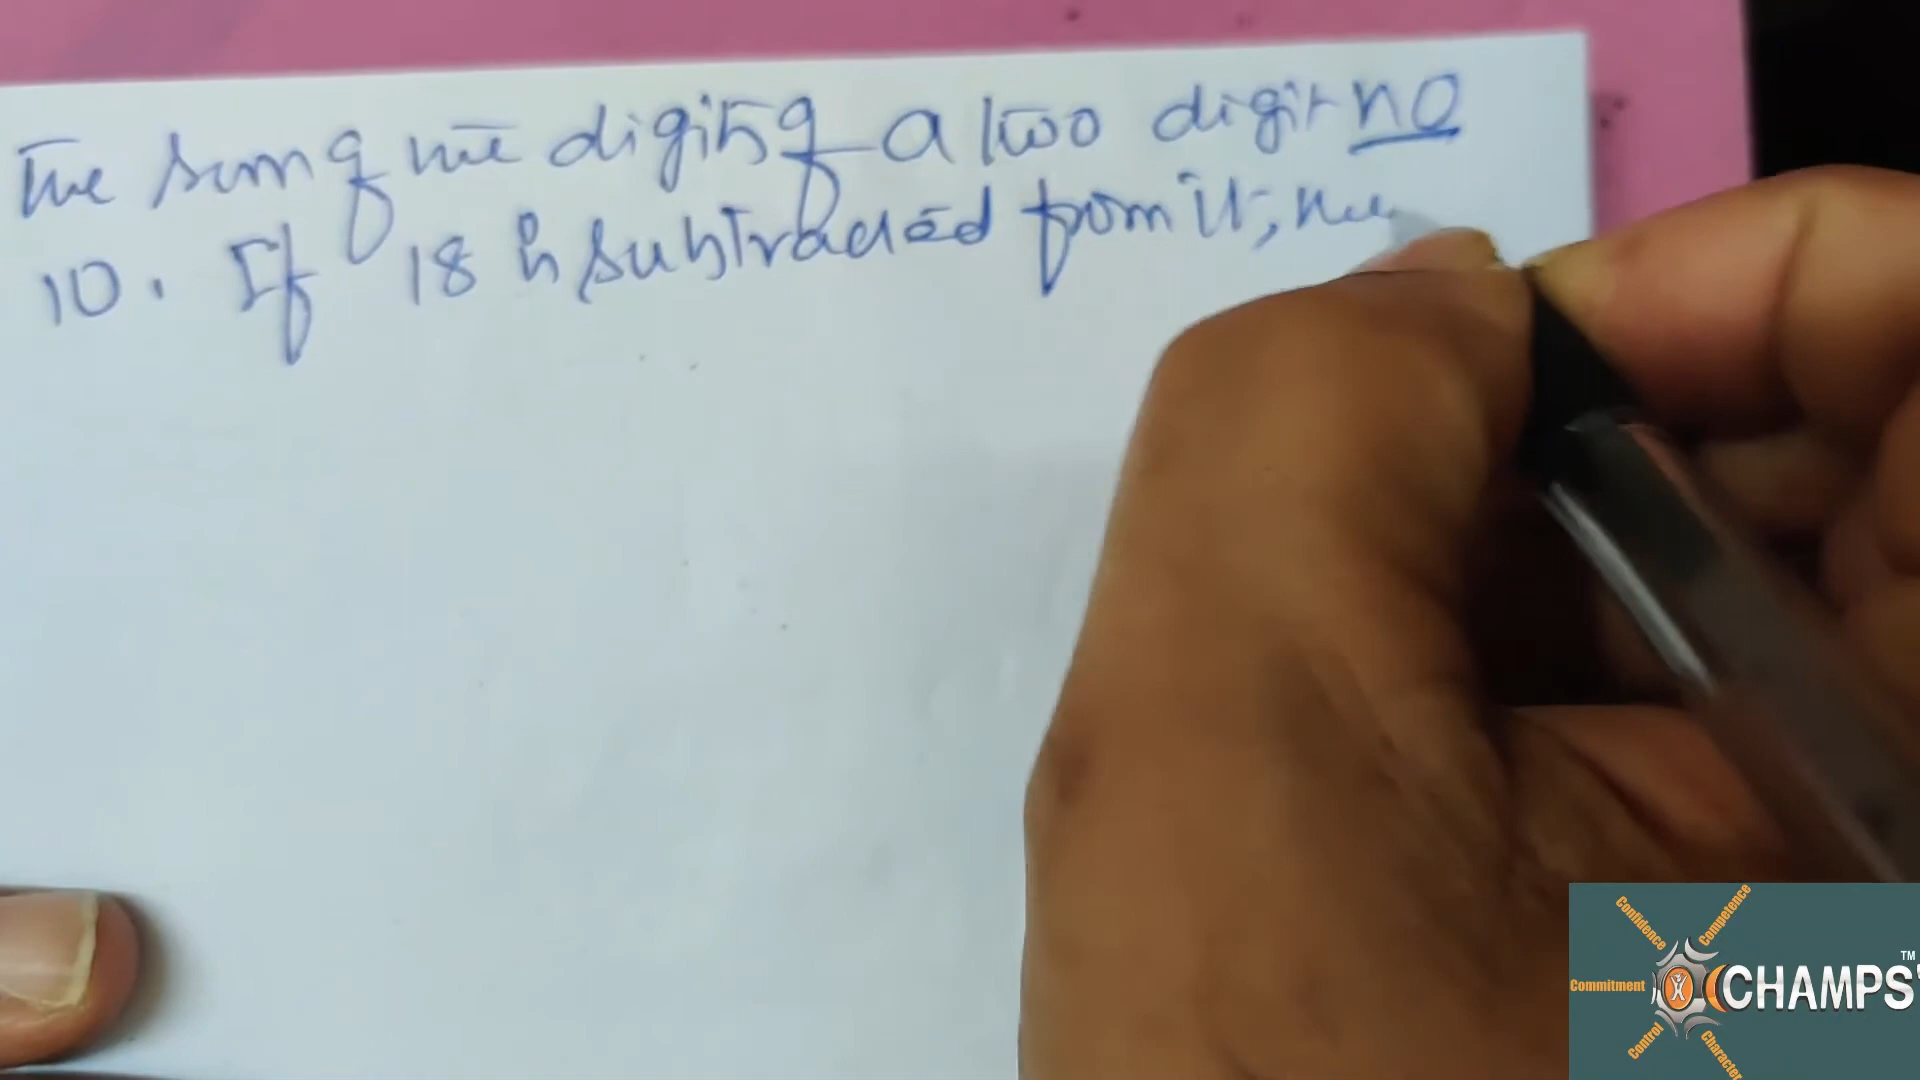 The sum of the digits of a two digit no
10. If 18 is subtracted from it, the
Confidence
Competence
Commitment
CHAMPS
TM
Control
Character